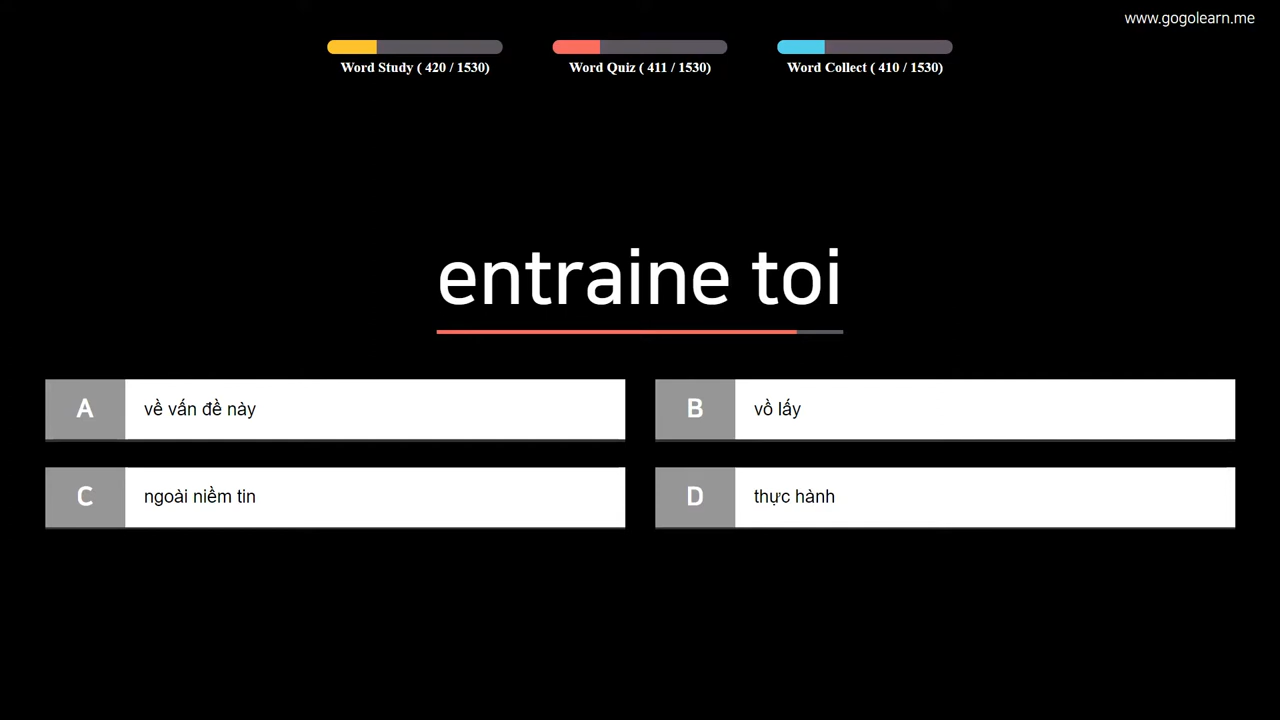 www.gogolearn.me
Word Study ( 420 / 1530)
Word Quiz ( 411 / 1530)
Word Collect ( 410 / 1530)
entraine toi
A về vấn đề này
B vồ lấy
C ngoài niềm tin
D thực hành